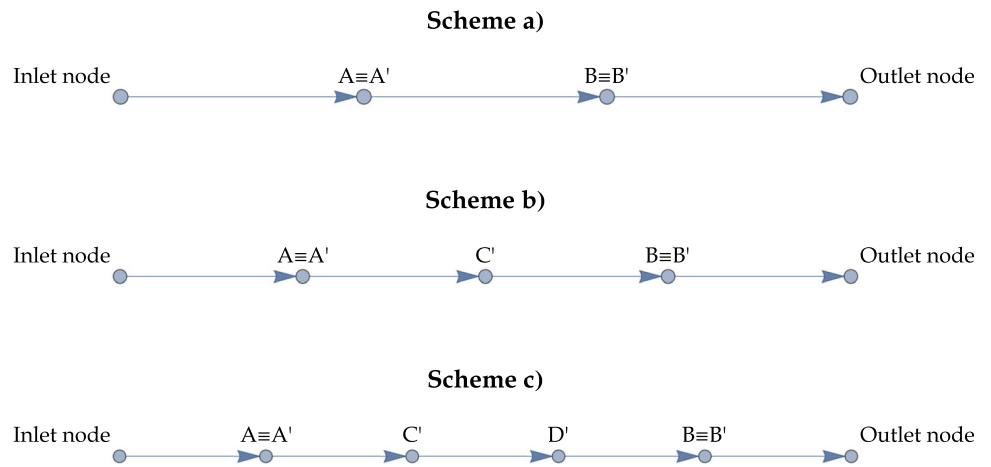 Scheme a)
Inlet node A≡A' B≡B' Outlet node
Scheme b)
Inlet node A≡A' C' B≡B' Outlet node
Scheme c)
Inlet node A≡A' C' D' B≡B' Outlet node